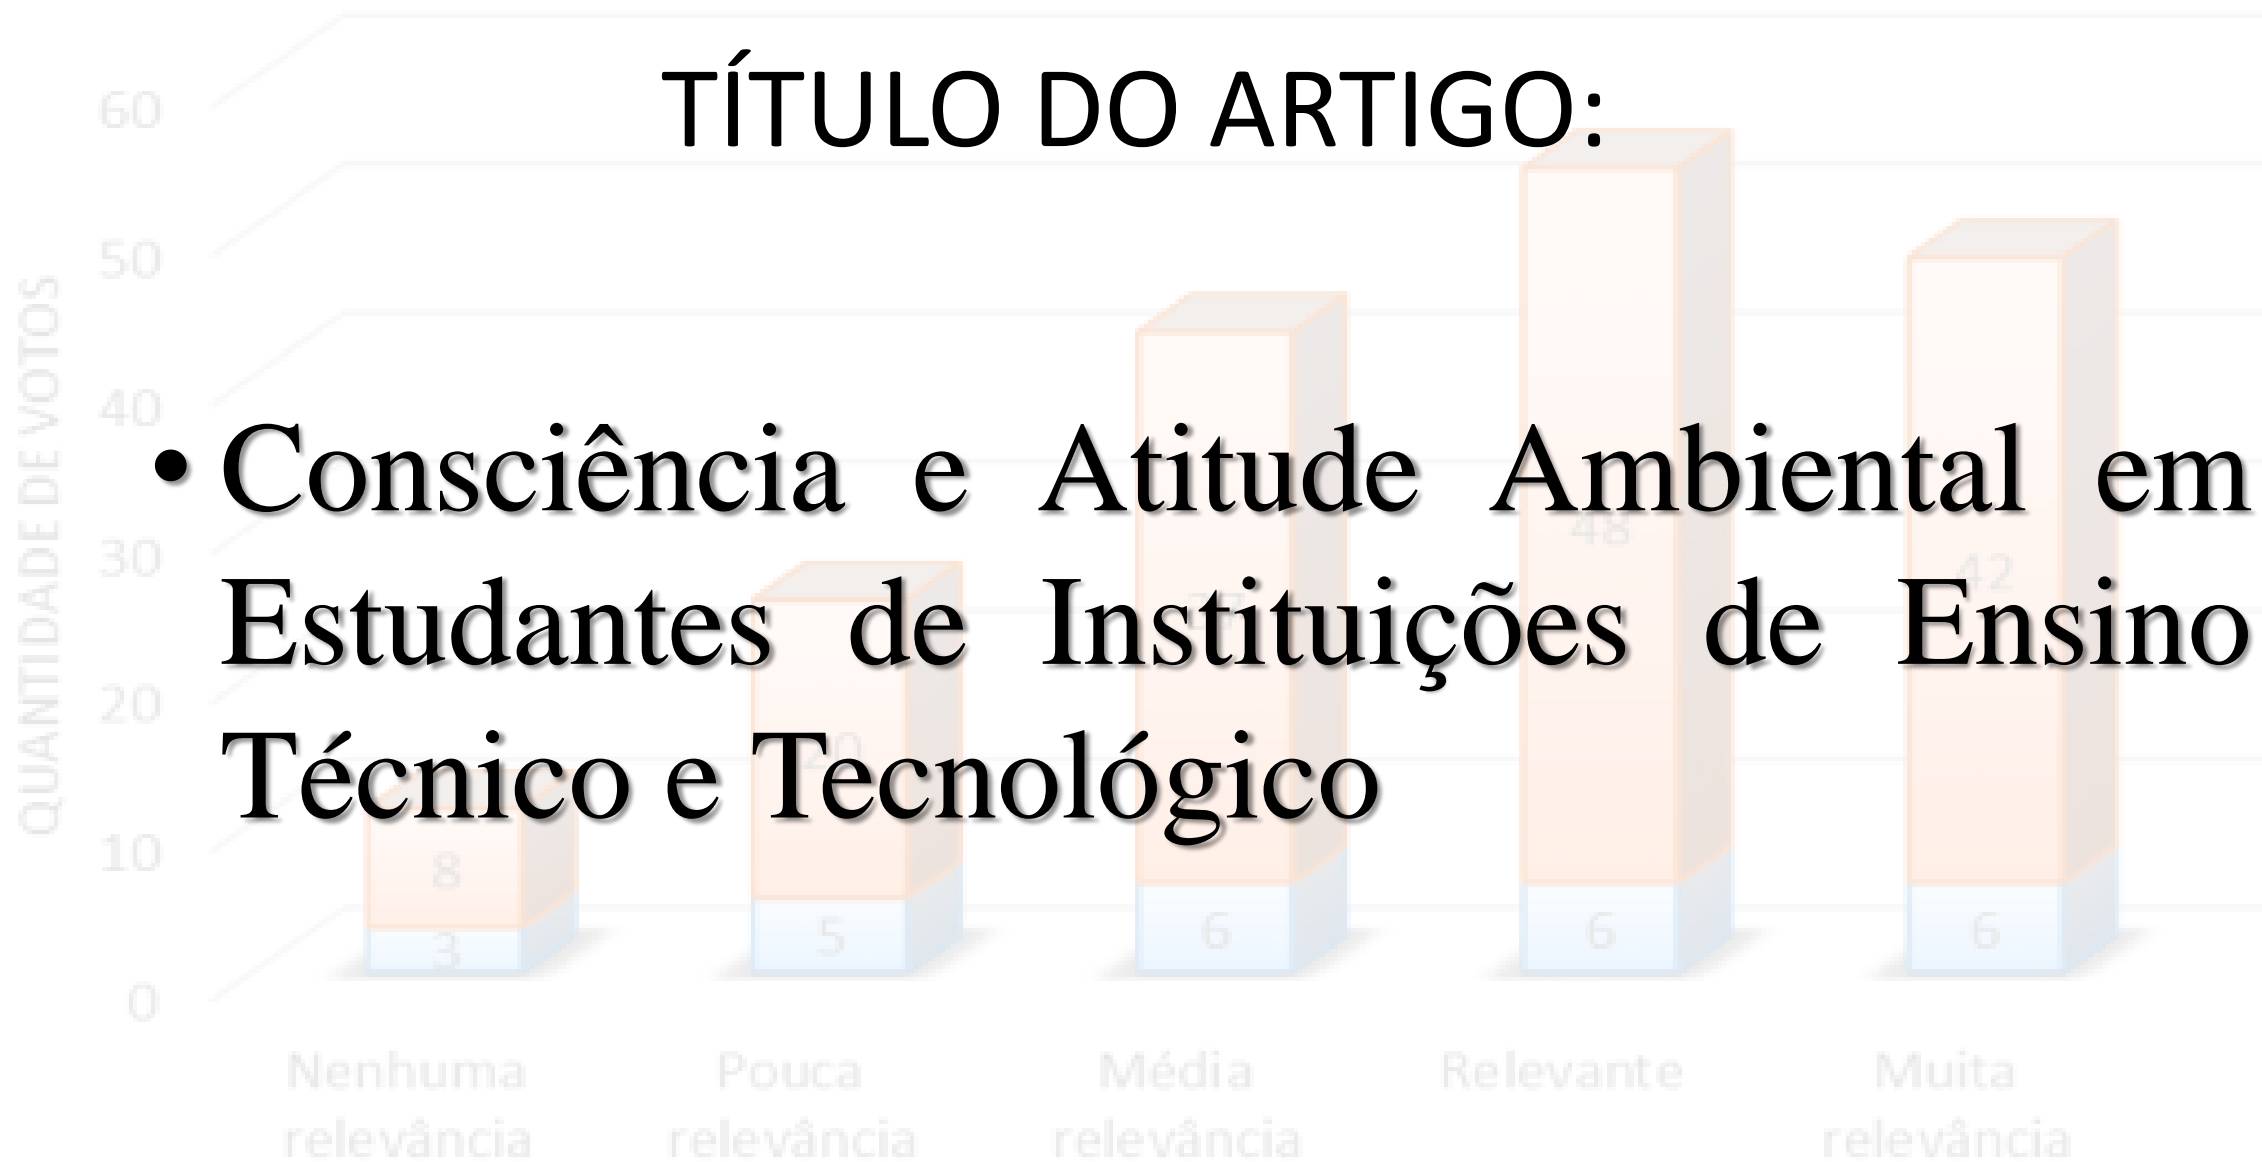 TÍTULO DO ARTIGO:
• Consciência e Atitude Ambiental em
Estudantes de Instituições de Ensino
Técnico e Tecnológico
QUANTIDADE DE VOTOS
60
50
40
30
20
10
0
48
42
20
8
3
5
6
6
6
Nenhuma relevância
Pouca relevância
Média relevância
Relevante
Muita relevância